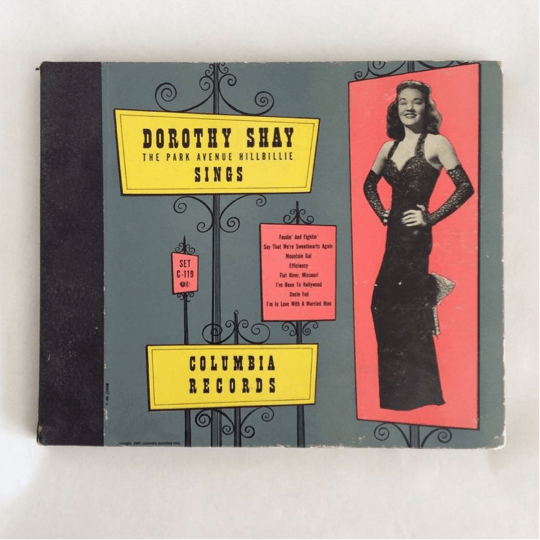 DOROTHY SHAY
THE PARK AVENUE HILLBILLIE
SINGS
SET
C-119
Feudin' And Fightin'
Say That We're Sweethearts Again
Mountain Gal
Efficiency
Flat River, Missouri
I've Been To Hollywood
Uncle Fud
I'm In Love With A Married Man
COLUMBIA
RECORDS